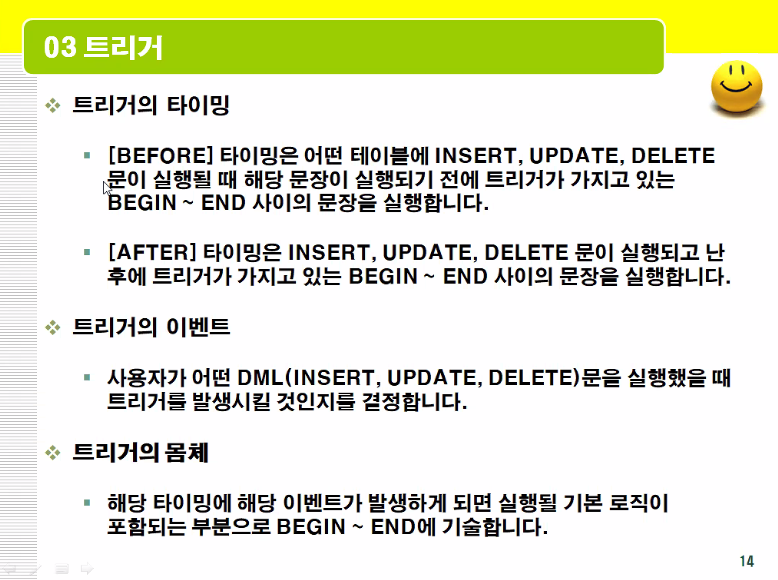 03 트리거
트리거의 타이밍
[BEFORE] 타이밍은 어떤 테이블에 INSERT, UPDATE, DELETE
문이 실행될 때 해당 문장이 실행되기 전에 트리거가 가지고 있는
BEGIN ~ END 사이의 문장을 실행합니다.
[AFTER] 타이밍은 INSERT, UPDATE, DELETE 문이 실행되고 난
후에 트리거가 가지고 있는 BEGIN ~ END 사이의 문장을 실행합니다.
트리거의 이벤트
사용자가 어떤 DML(INSERT, UPDATE, DELETE)문을 실행했을 때
트리거를 발생시킬 것인지를 결정합니다.
트리거의 몸체
해당 타이밍에 해당 이벤트가 발생하게 되면 실행될 기본 로직이
포함되는 부분으로 BEGIN ~ END에 기술합니다.
14